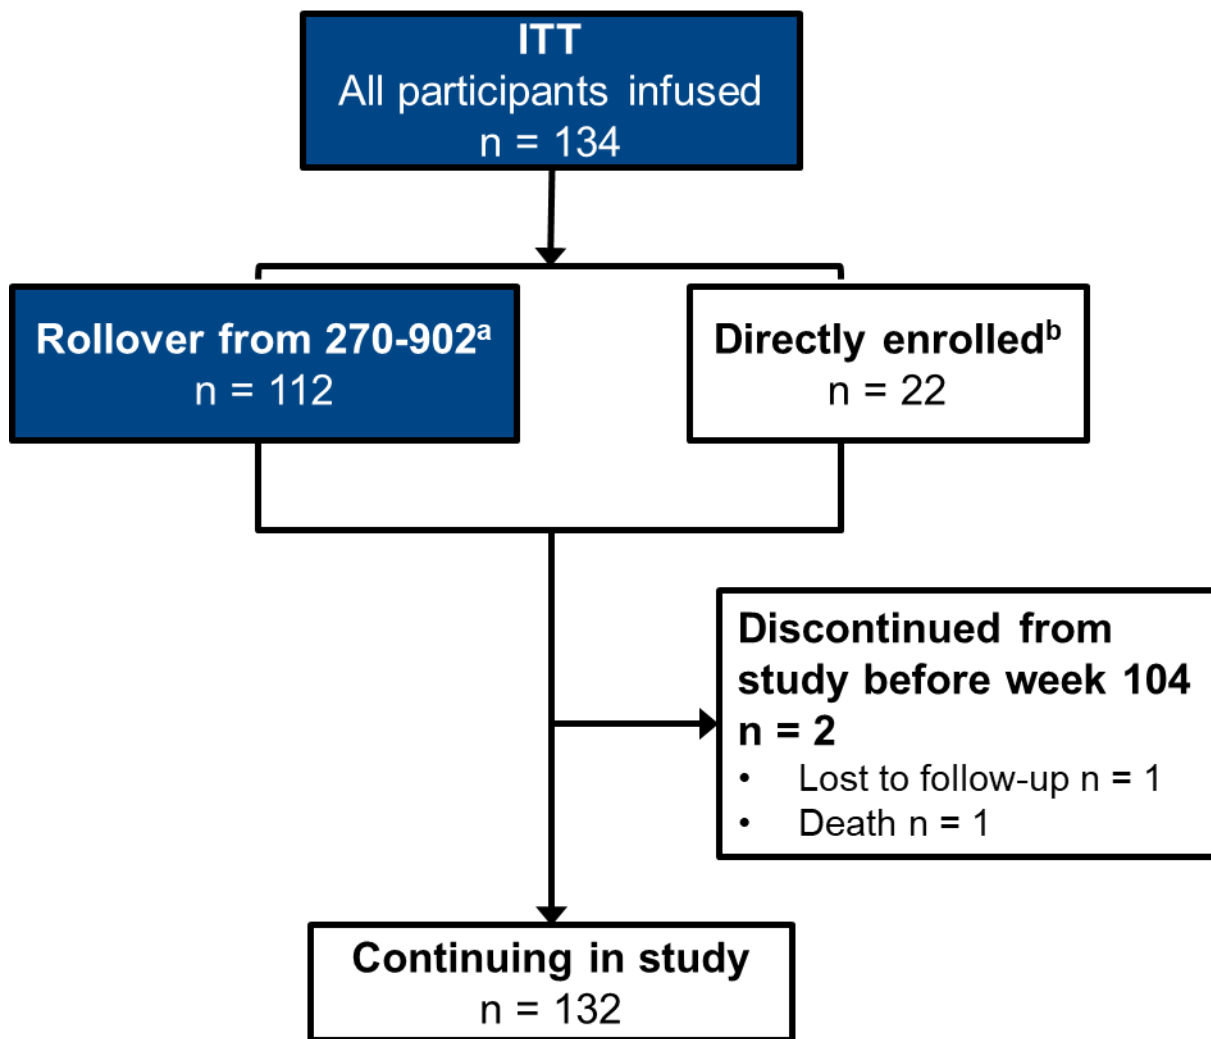 ITT
All participants infused
n = 134
Rollover from 270-902ᵃ
n = 112
Directly enrolledᵇ
n = 22
Discontinued from
study before week 104
n = 2
• Lost to follow-up n = 1
• Death n = 1
Continuing in study
n = 132